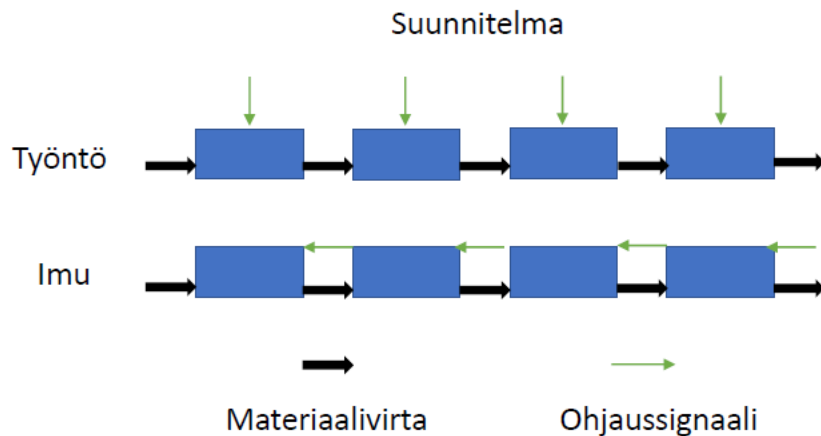 Suunnitelma
Työntö
Imu
Materiaalivirta
Ohjaussignaali